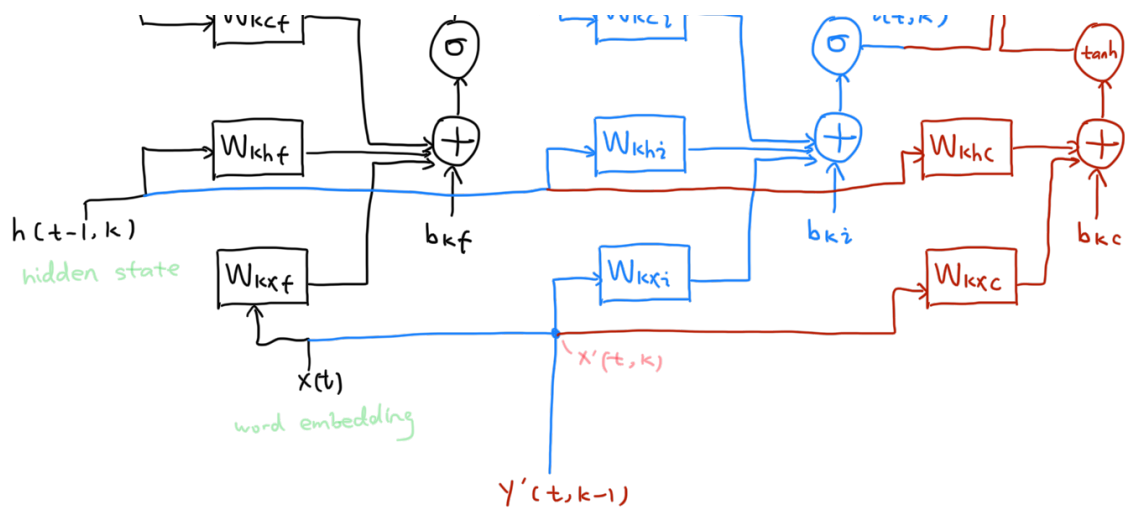 Wkcf
Wkci
i(t,k)
σ
σ
tanh
Wkhf
+
Wkhi
+
Wkhc
+
h(t-1,k)
hidden state
bkf
bki
bkc
Wkxf
Wkxi
Wkxc
x'(t,k)
x(t)
word embedding
y'(t,k-1)